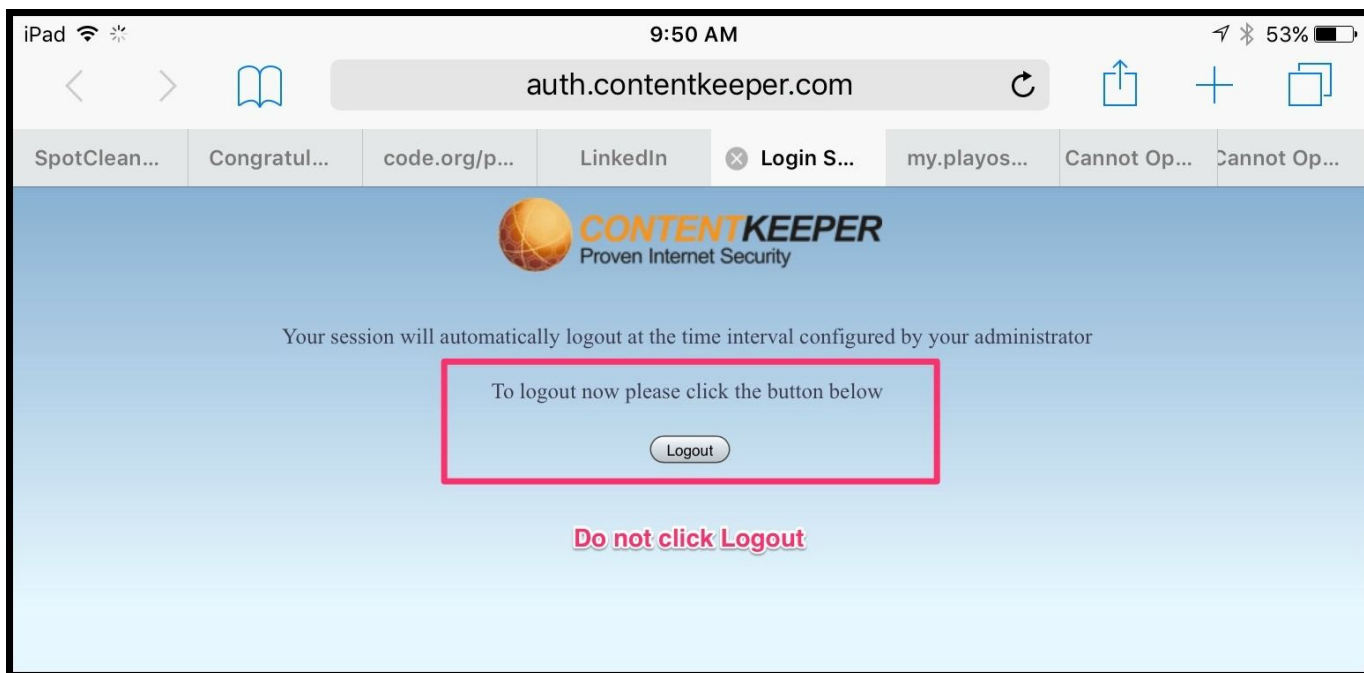 iPad 9:50 AM 53%
auth.contentkeeper.com
SpotClean... Congratul... code.org/p... LinkedIn Login S... my.playos... Cannot Op... Cannot Op...
CONTENTKEEPER
Proven Internet Security
Your session will automatically logout at the time interval configured by your administrator
To logout now please click the button below
Logout
Do not click Logout